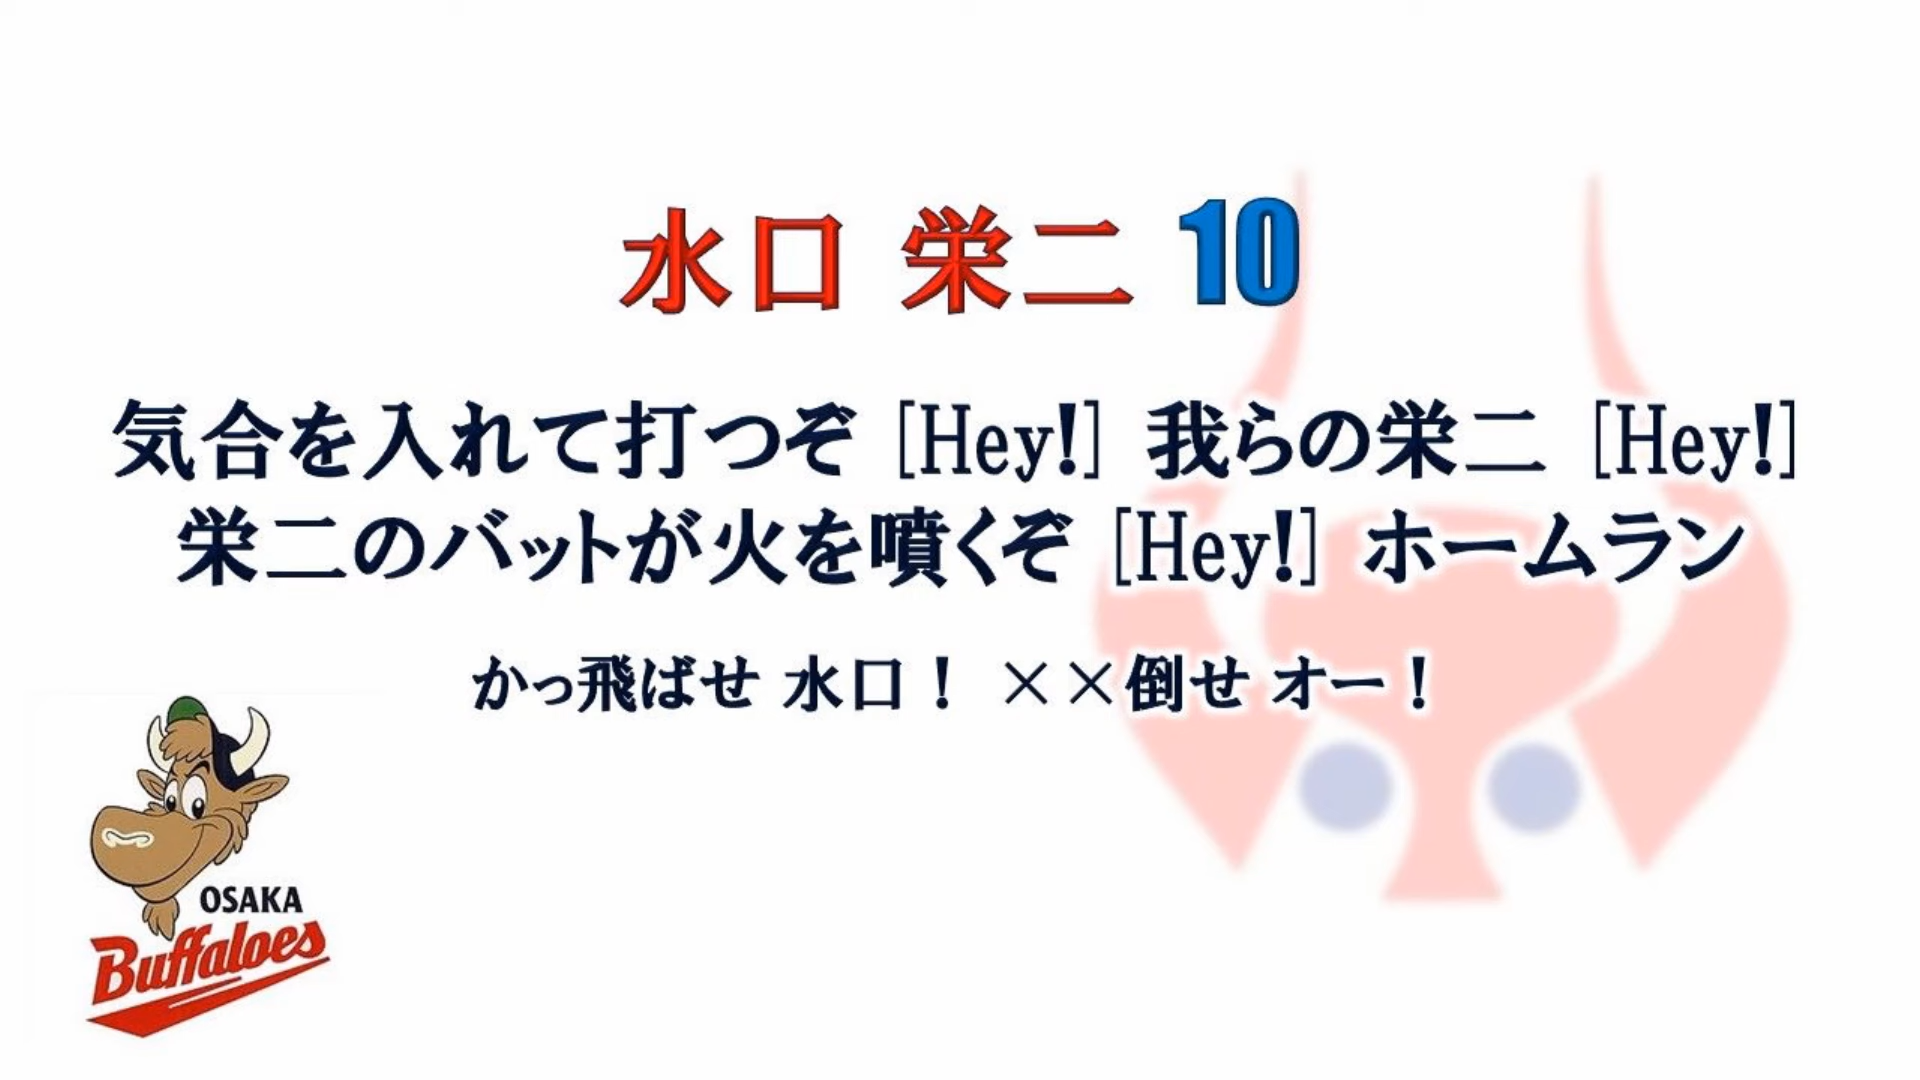 水口 栄二 10
気合を入れて打つぞ [Hey!] 我らの栄二 [Hey!]
栄二のバットが火を噴くぞ [Hey!] ホームラン
かっ飛ばせ 水口! ××倒せ オー!
OSAKA
Buffaloes